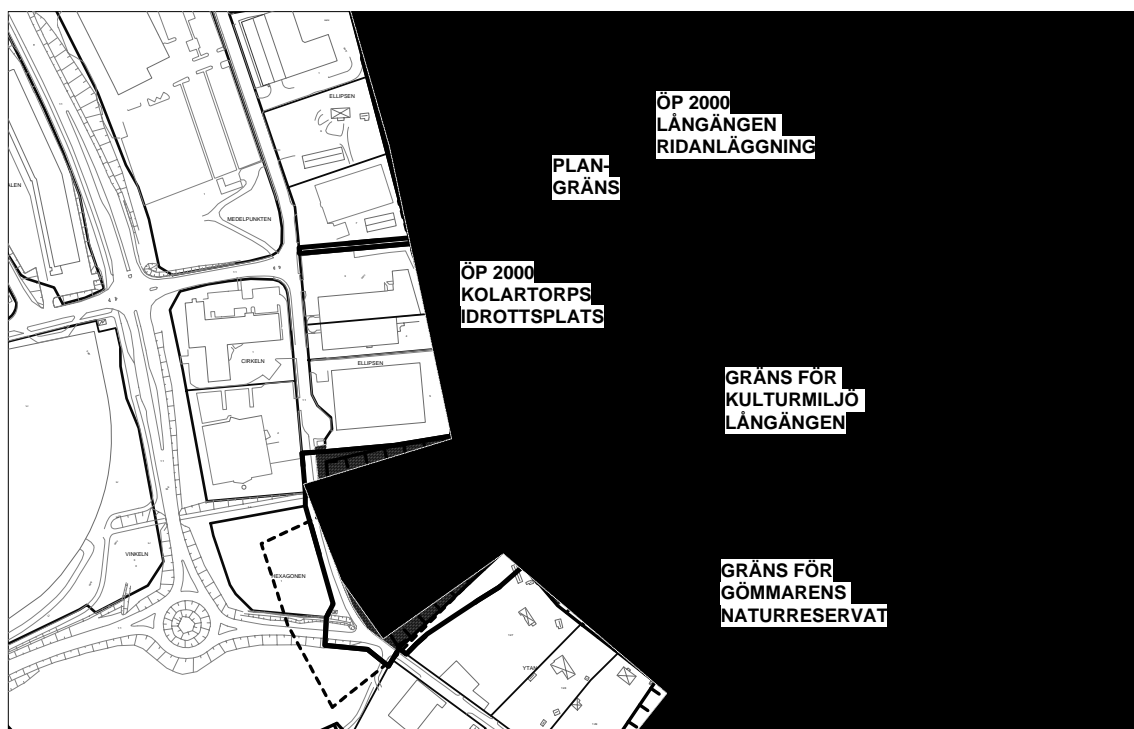 ÖP 2000
LÅNGÄNGEN
RIDANLÄGGNING
PLAN-
GRÄNS
ÖP 2000
KOLARTORPS
IDROTTSPLATS
GRÄNS FÖR
KULTURMILJÖ
LÅNGÄNGEN
GRÄNS FÖR
GÖMMARENS
NATURRESERVAT
ELLIPSEN
MEDELPUNKTEN
CIRKELN
ELLIPSEN
VINKELN
HEXAGONEN
YTAN